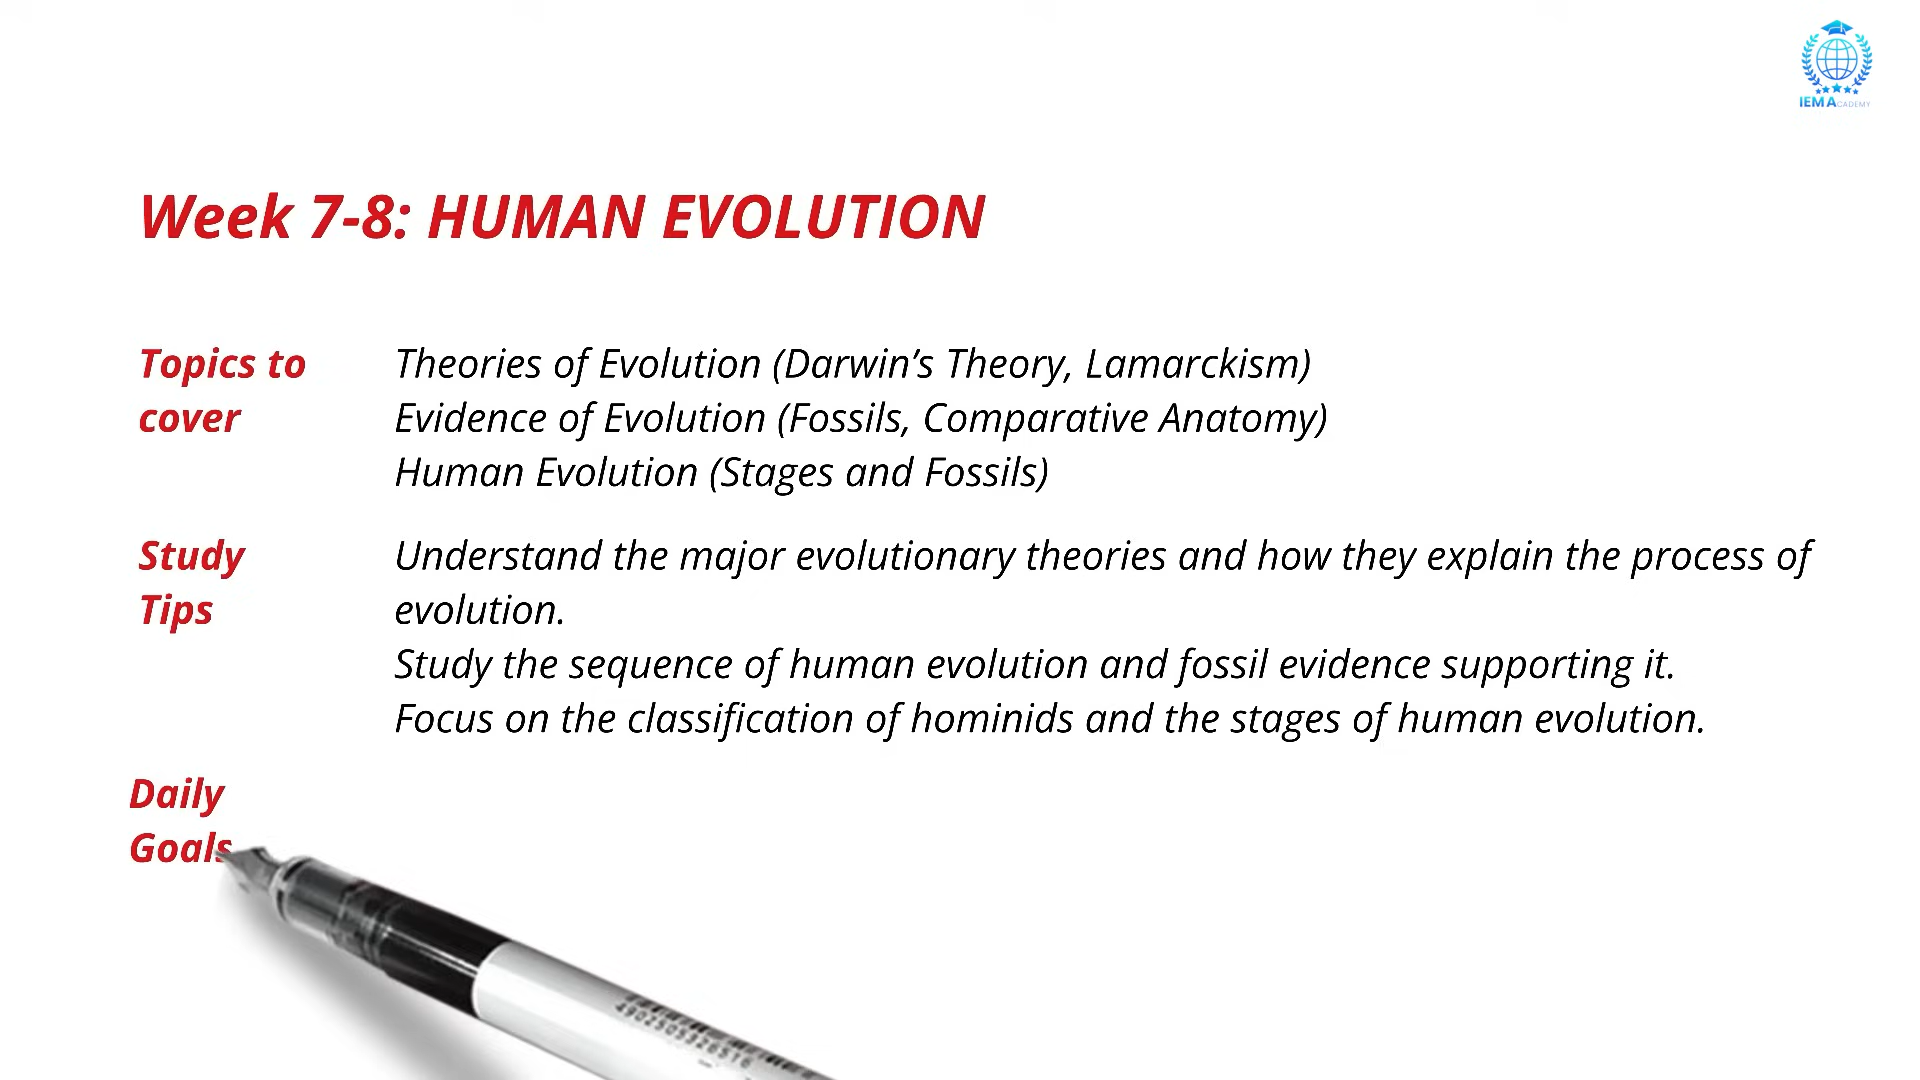 IEM ACADEMY
Week 7-8: HUMAN EVOLUTION
Topics to
cover
Theories of Evolution (Darwin’s Theory, Lamarckism)
Evidence of Evolution (Fossils, Comparative Anatomy)
Human Evolution (Stages and Fossils)
Study
Tips
Understand the major evolutionary theories and how they explain the process of
evolution.
Study the sequence of human evolution and fossil evidence supporting it.
Focus on the classification of hominids and the stages of human evolution.
Daily
Goals
4902505326516